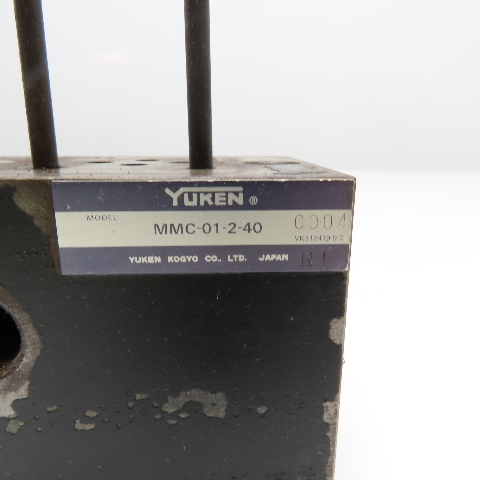 YUKEN ®
MODEL MMC-01-2-40 0004
YUKEN KOGYO CO., LTD. JAPAN